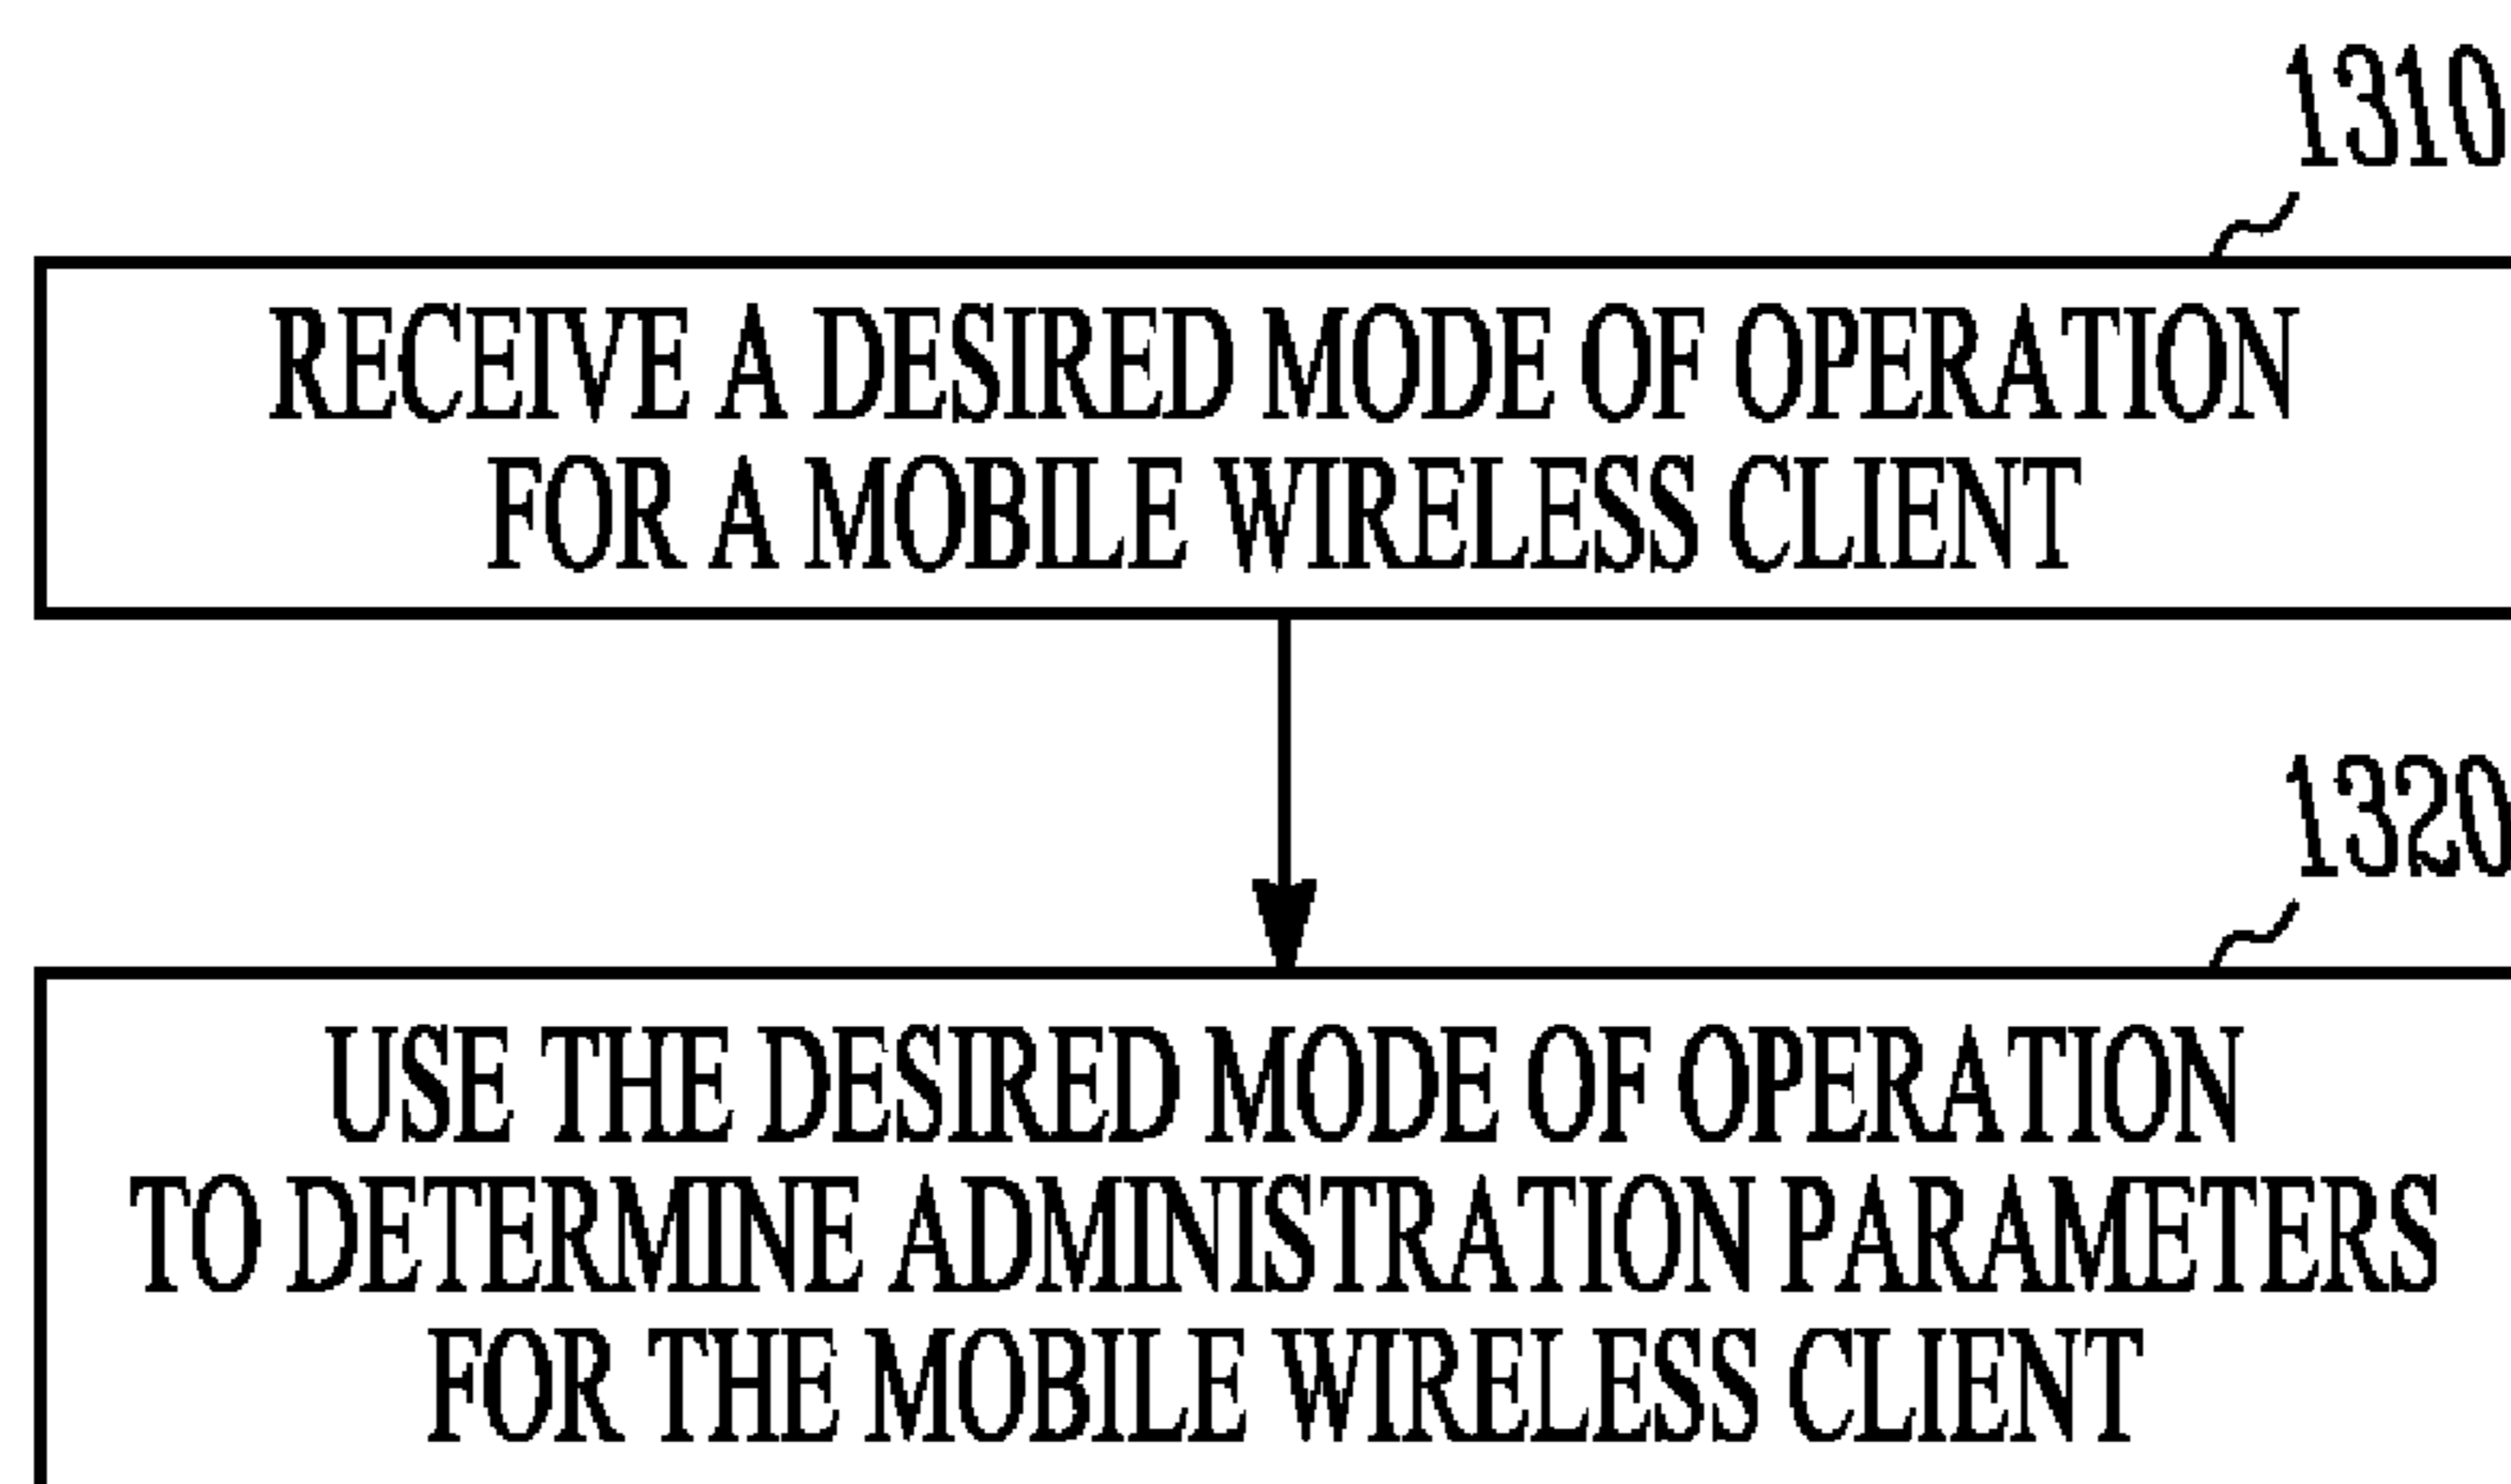 1310
RECEIVE A DESIRED MODE OF OPERATION
FOR A MOBILE WIRELESS CLIENT
1320
USE THE DESIRED MODE OF OPERATION
TO DETERMINE ADMINISTRATION PARAMETERS
FOR THE MOBILE WIRELESS CLIENT